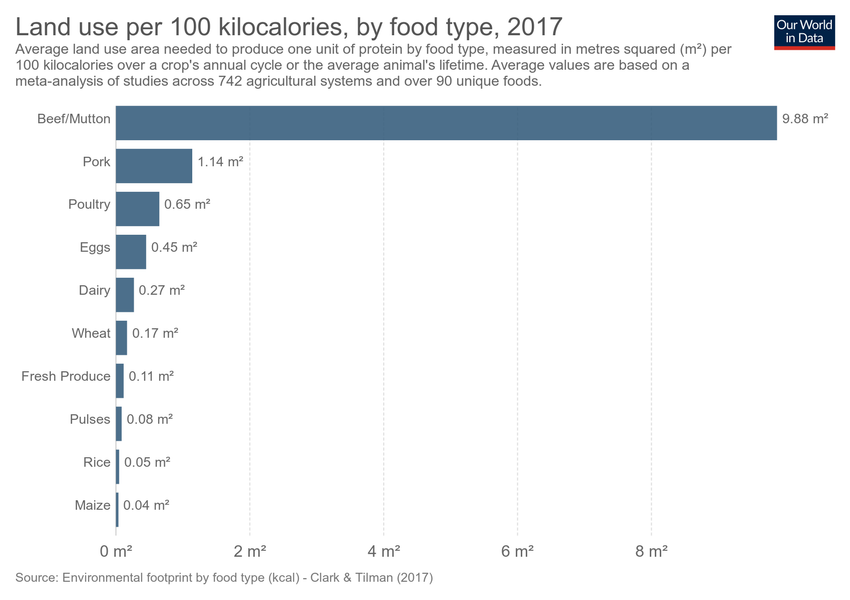 Land use per 100 kilocalories, by food type, 2017
Our World
in Data
Average land use area needed to produce one unit of protein by food type, measured in metres squared (m²) per
100 kilocalories over a crop's annual cycle or the average animal's lifetime. Average values are based on a
meta-analysis of studies across 742 agricultural systems and over 90 unique foods.
Beef/Mutton 9.88 m²
Pork 1.14 m²
Poultry 0.65 m²
Eggs 0.45 m²
Dairy 0.27 m²
Wheat 0.17 m²
Fresh Produce 0.11 m²
Pulses 0.08 m²
Rice 0.05 m²
Maize 0.04 m²
0 m² 2 m² 4 m² 6 m² 8 m²
Source: Environmental footprint by food type (kcal) - Clark & Tilman (2017)